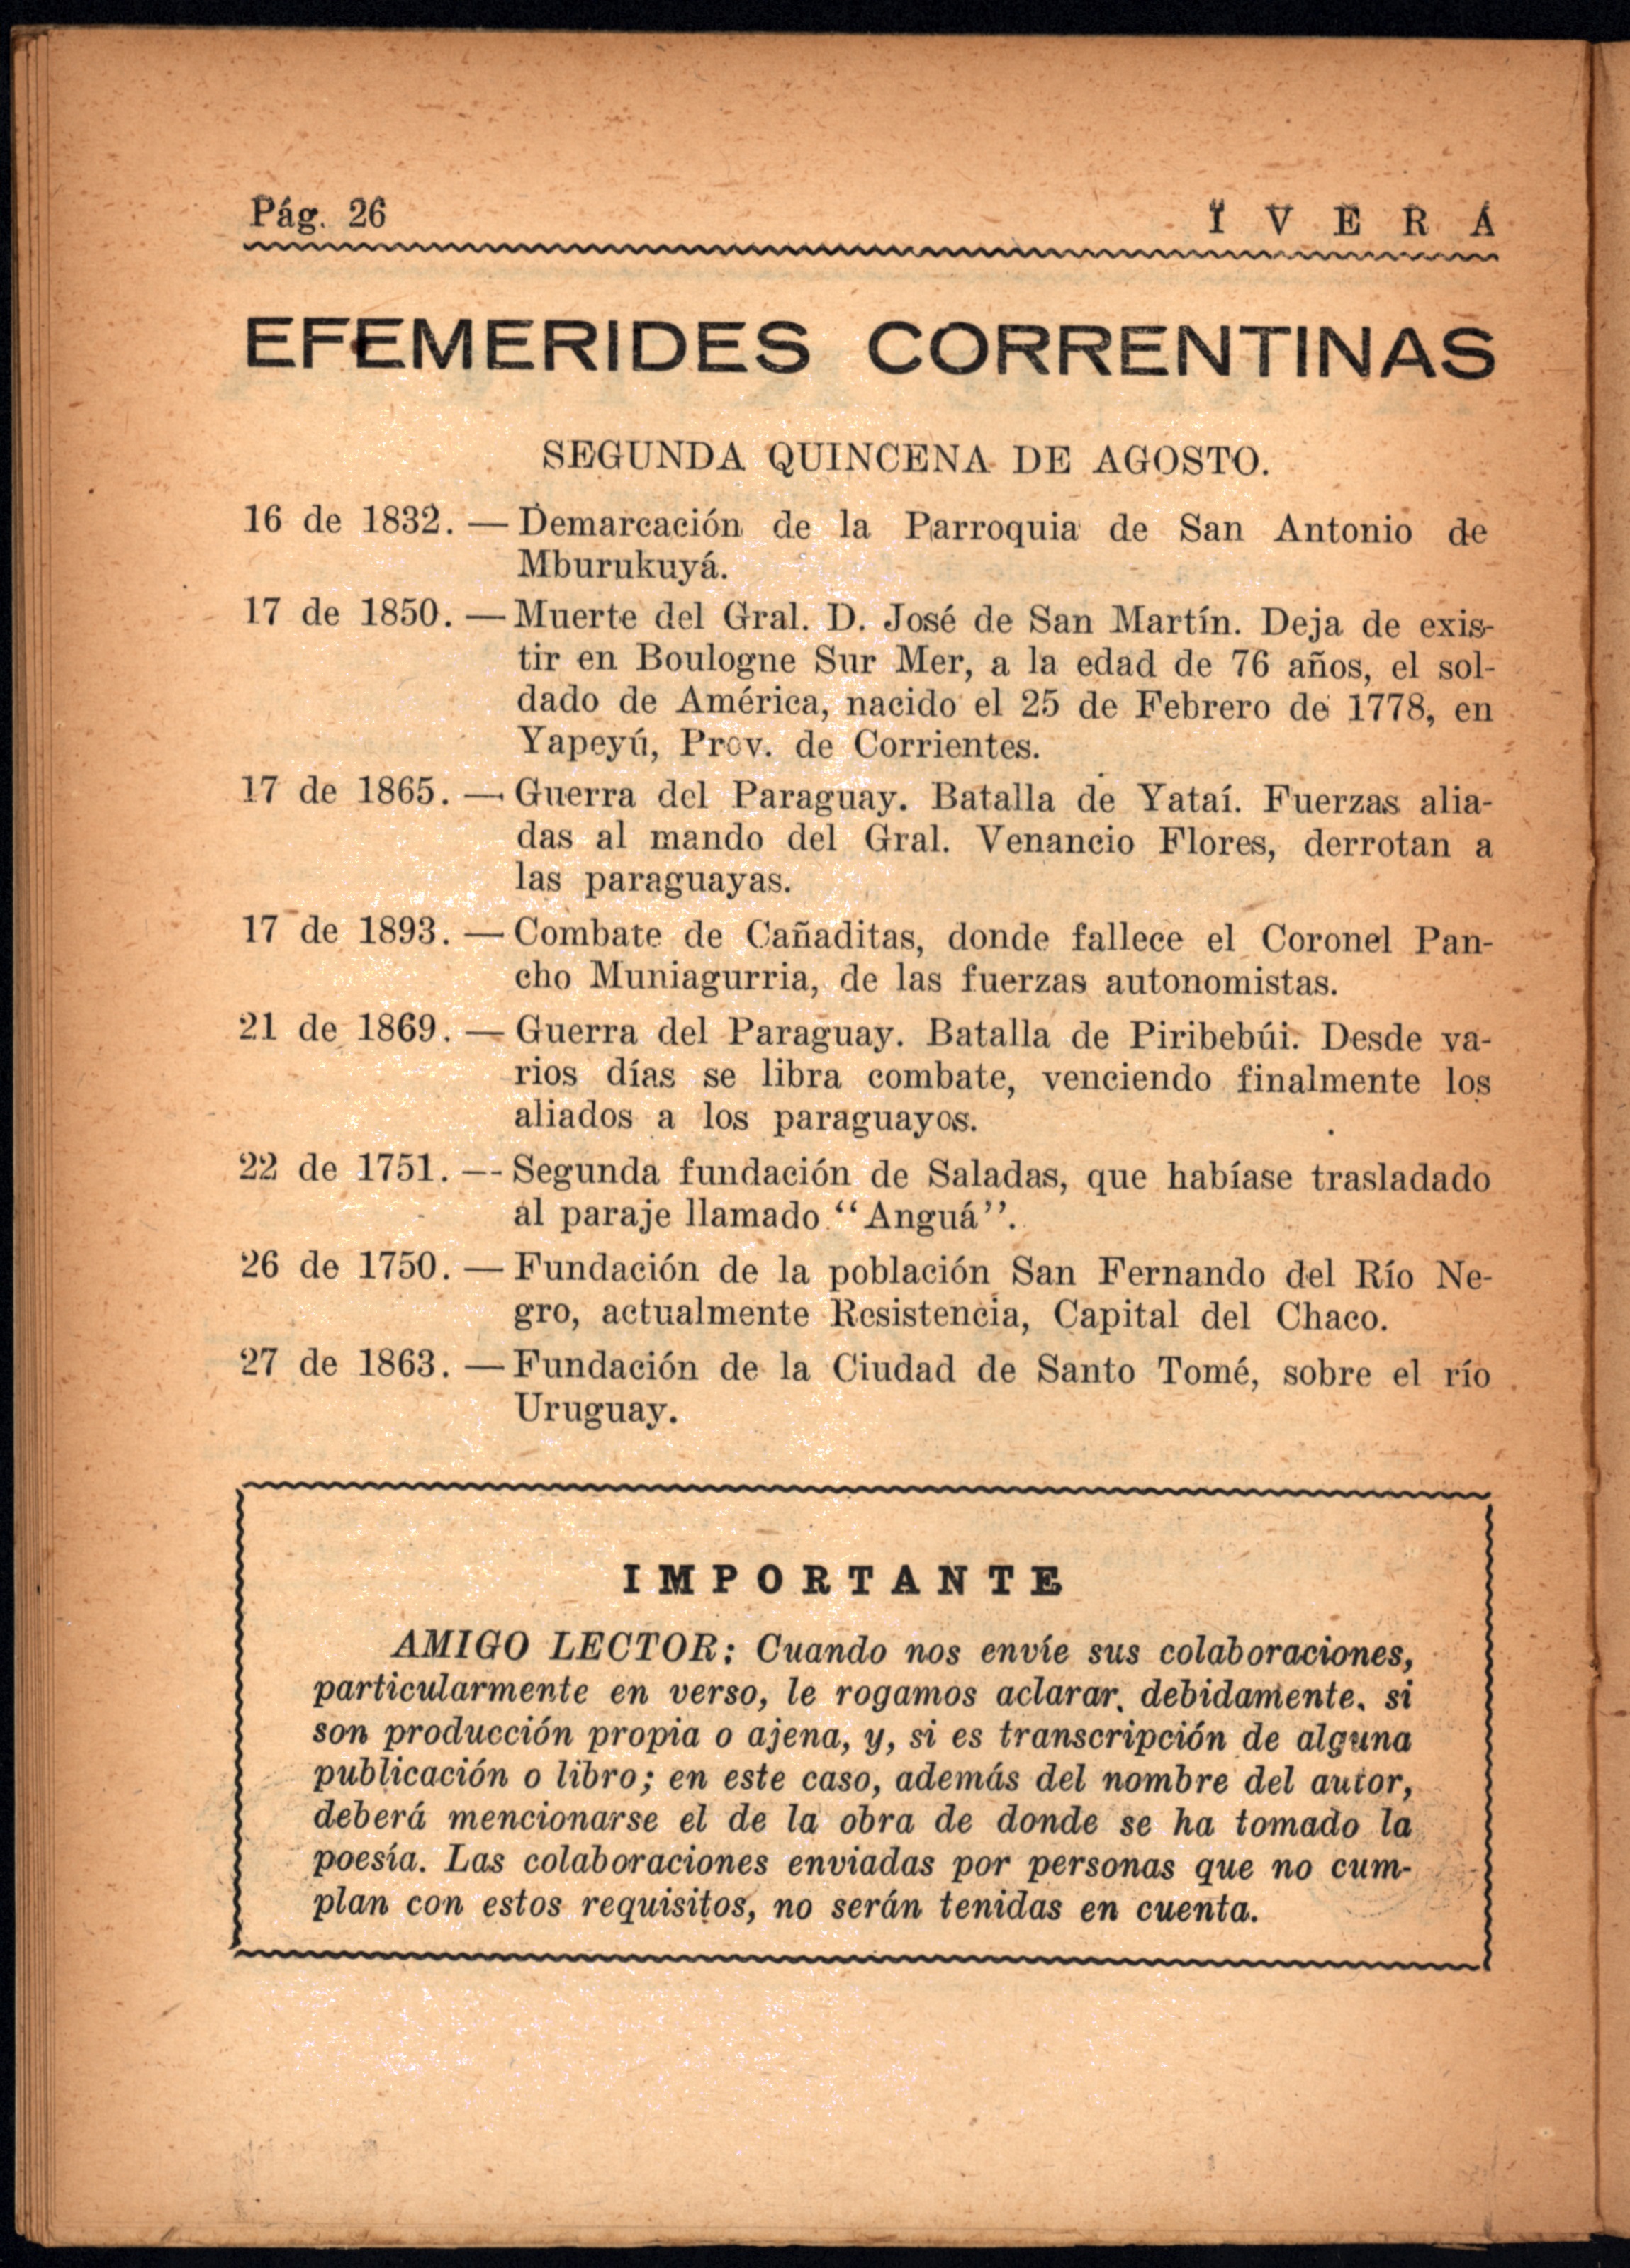 Pág. 26
Ï V E R Á
EFEMERIDES CORRENTINAS
SEGUNDA QUINCENA DE AGOSTO.
16 de 1832. — Demarcación de la Parroquia de San Antonio de
Mburukuyá.
17 de 1850. — Muerte del Gral. D. José de San Martín. Deja de exis-
tir en Boulogne Sur Mer, a la edad de 76 años, el sol-
dado de América, nacido el 25 de Febrero de 1778, en
Yapeyú, Prov. de Corrientes.
17 de 1865. — Guerra del Paraguay. Batalla de Yataí. Fuerzas alia-
das al mando del Gral. Venancio Flores, derrotan a
las paraguayas.
17 de 1893. — Combate de Cañaditas, donde fallece el Coronel Pan-
cho Muniagurria, de las fuerzas autonomistas.
21 de 1869. — Guerra del Paraguay. Batalla de Piribebúi. Desde va-
rios días se libra combate, venciendo finalmente los
aliados a los paraguayos.
22 de 1751. — Segunda fundación de Saladas, que habíase trasladado
al paraje llamado "Anguá".
26 de 1750. — Fundación de la población San Fernando del Río Ne-
gro, actualmente Resistencia, Capital del Chaco.
27 de 1863. — Fundación de la Ciudad de Santo Tomé, sobre el río
Uruguay.
IMPORTANTE
AMIGO LECTOR: Cuando nos envíe sus colaboraciones,
particularmente en verso, le rogamos aclarar. debidamente. si
son producción propia o ajena, y, si es transcripción de alguna
publicación o libro; en este caso, además del nombre del autor,
deberá mencionarse el de la obra de donde se ha tomado la
poesía. Las colaboraciones enviadas por personas que no cum-
plan con estos requisitos, no serán tenidas en cuenta.